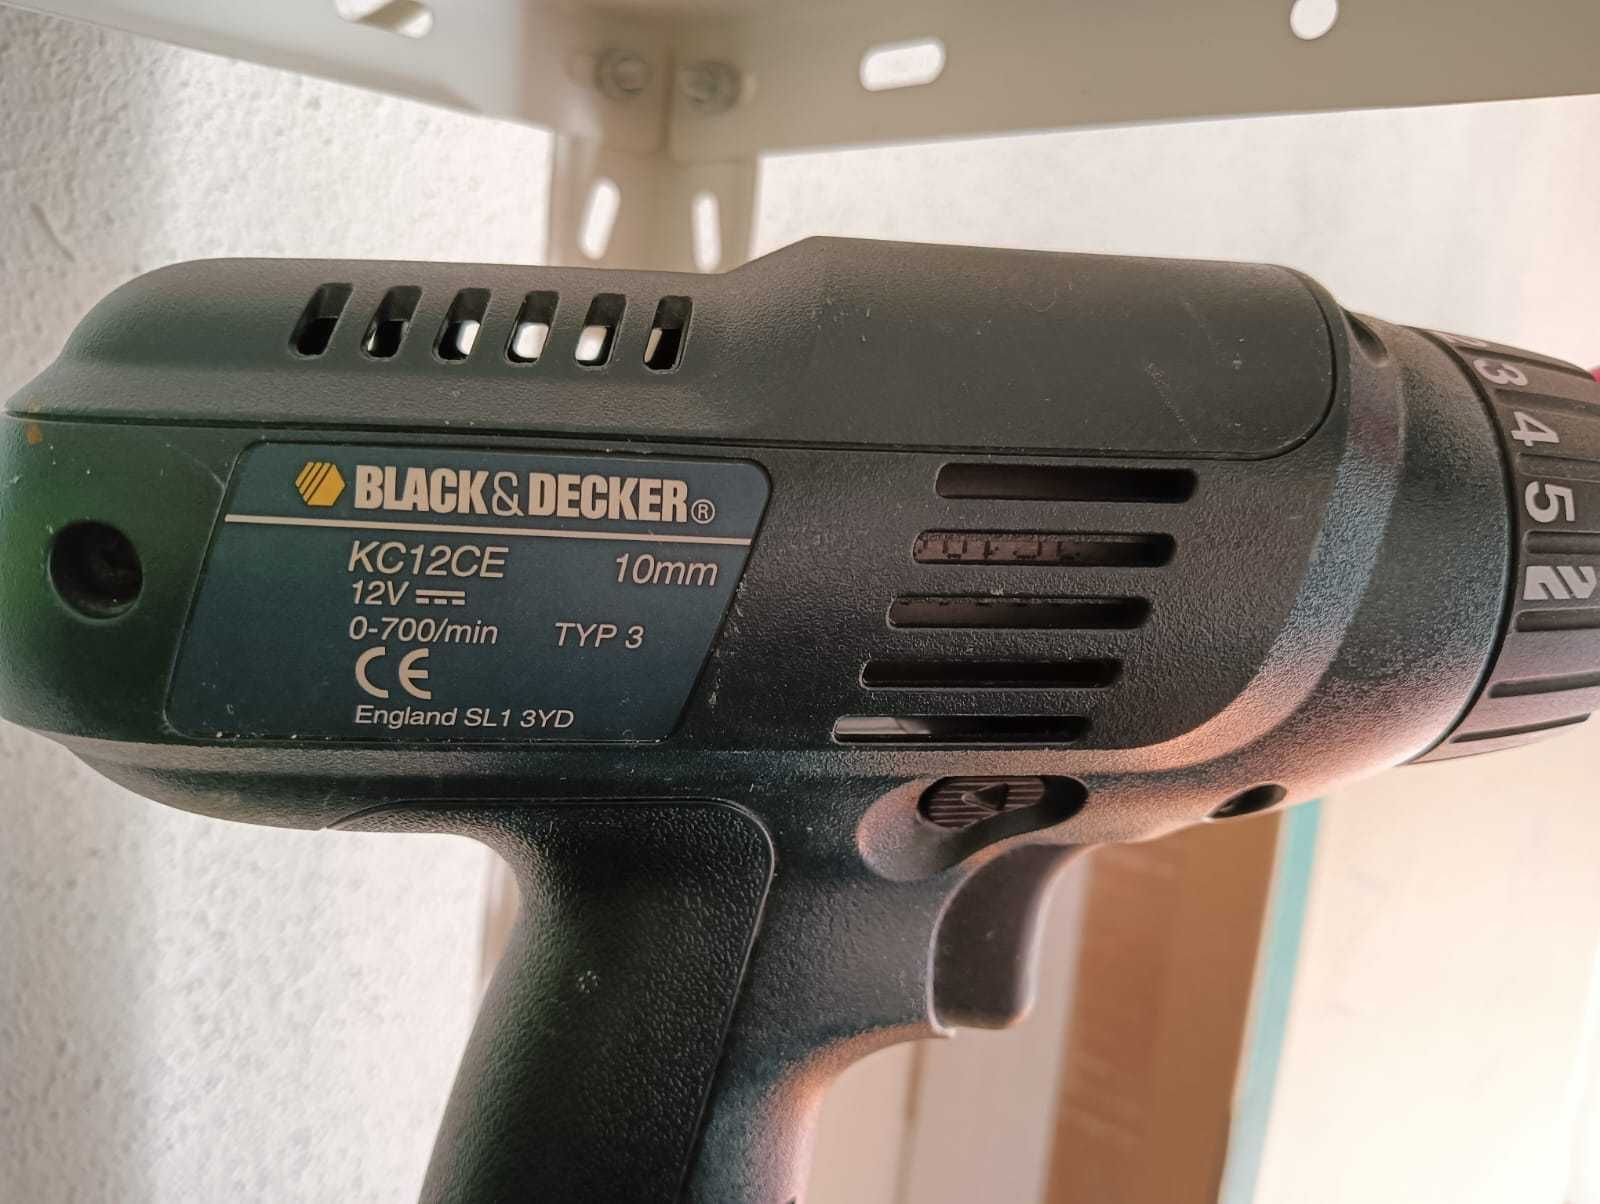 BLACK&DECKER®
KC12CE 10mm
12V
0-700/min TYP 3
CE
England SL1 3YD
3
4
5